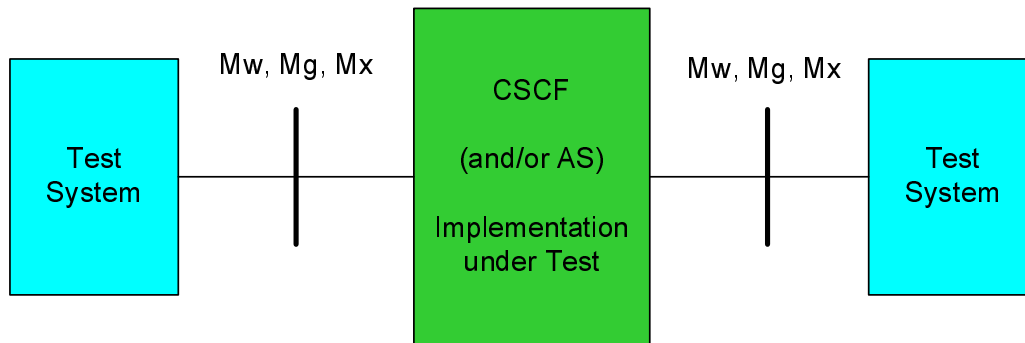 Mw, Mg, Mx
Mw, Mg, Mx
Test
System
CSCF
(and/or AS)
Implementation
under Test
Test
System